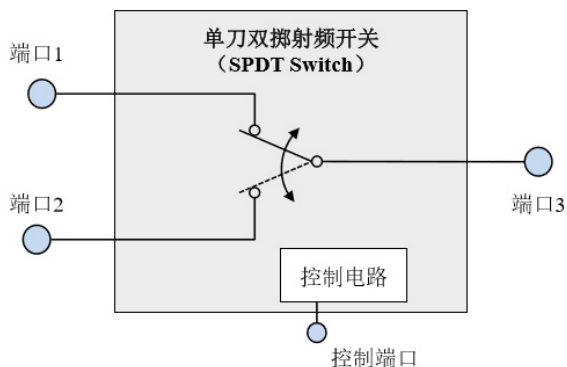 单刀双掷射频开关
（SPDT Switch）
端口1
端口2
端口3
控制电路
控制端口